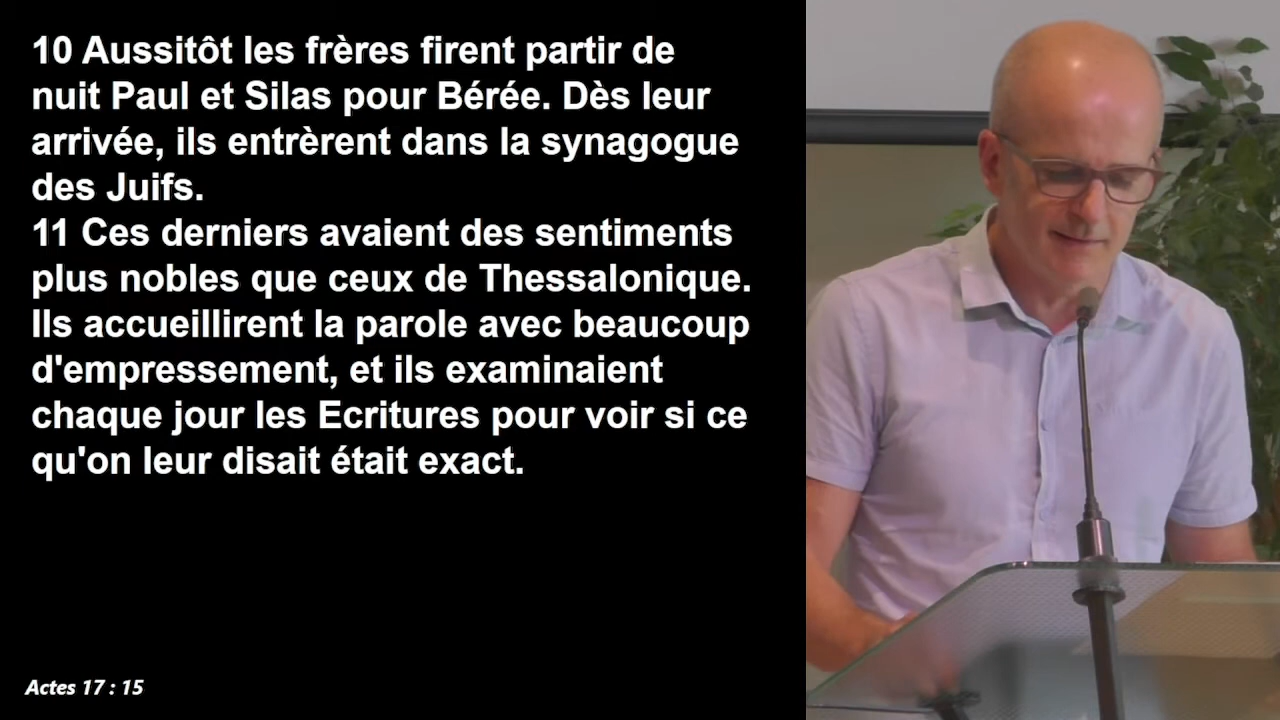 10 Aussitôt les frères firent partir de
nuit Paul et Silas pour Bérée. Dès leur
arrivée, ils entrèrent dans la synagogue
des Juifs.
11 Ces derniers avaient des sentiments
plus nobles que ceux de Thessalonique.
Ils accueillirent la parole avec beaucoup
d'empressement, et ils examinaient
chaque jour les Ecritures pour voir si ce
qu'on leur disait était exact.
Actes 17 : 15